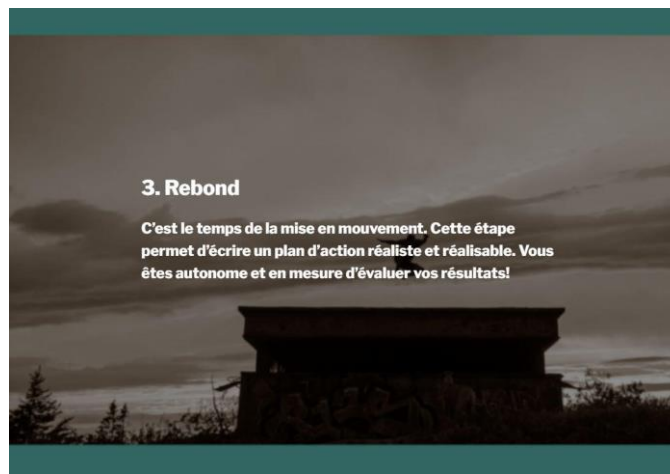 3. Rebond
C’est le temps de la mise en mouvement. Cette étape
permet d’écrire un plan d’action réaliste et réalisable. Vous
êtes autonome et en mesure d’évaluer vos résultats!